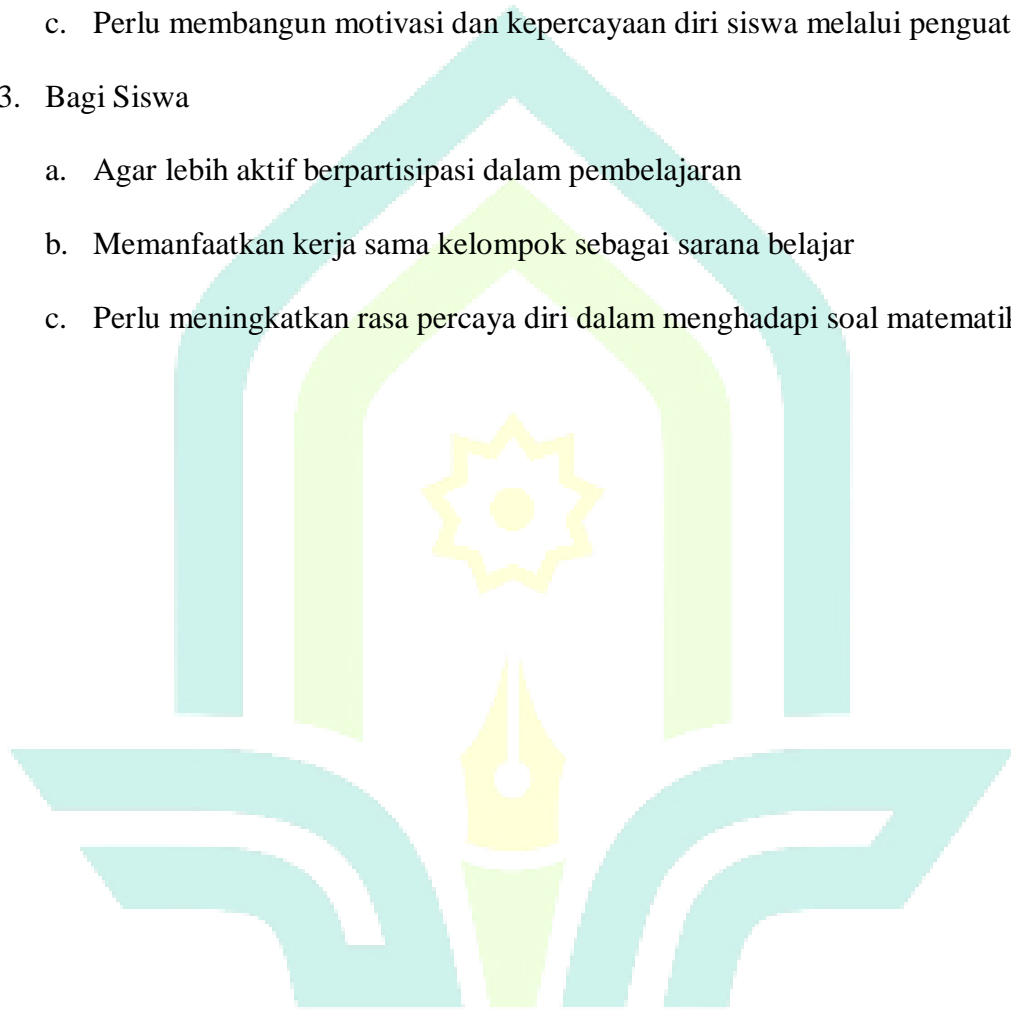 c. Perlu membangun motivasi dan kepercayaan diri siswa melalui penguat
3. Bagi Siswa
a. Agar lebih aktif berpartisipasi dalam pembelajaran
b. Memanfaatkan kerja sama kelompok sebagai sarana belajar
c. Perlu meningkatkan rasa percaya diri dalam menghadapi soal